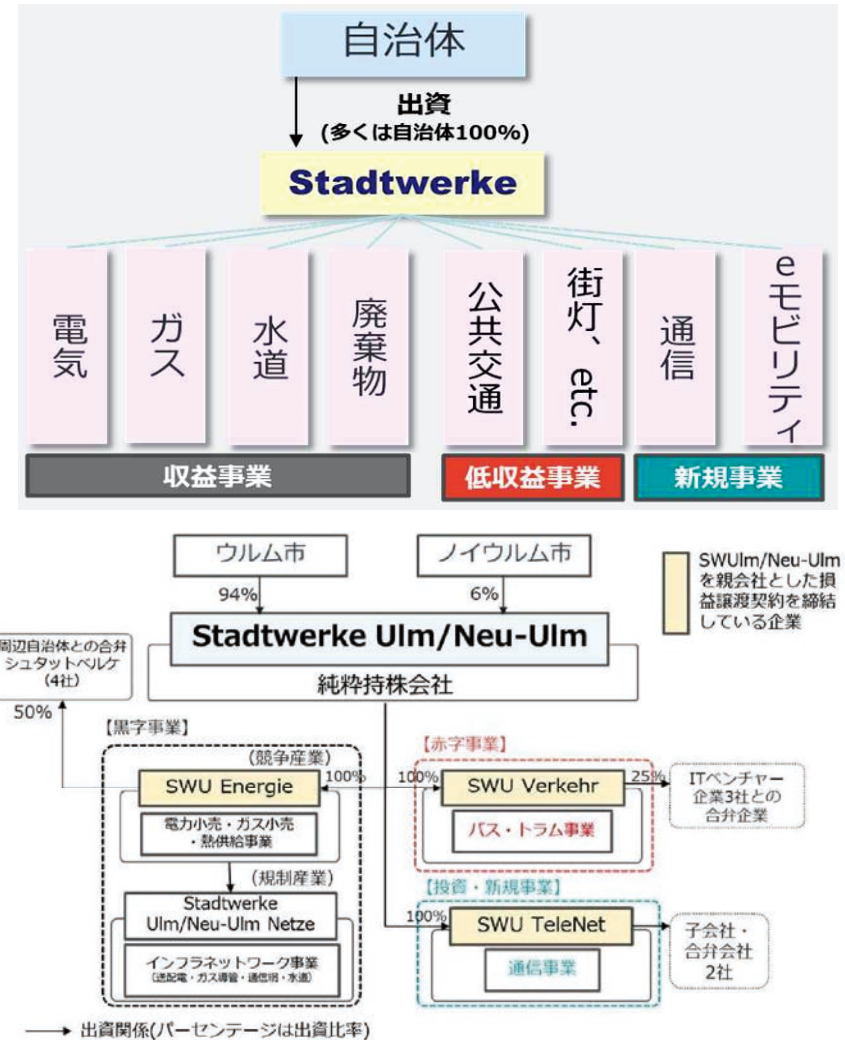 自治体
出資
(多くは自治体100%)
Stadtwerke
電気
ガス
水道
廃棄物
公共交通
街灯、etc.
通信
eモビリティ
収益事業
低収益事業
新規事業
ウルム市
ノイウルム市
94%
6%
SWUlm/Neu-Ulm
を親会社とした損
益譲渡契約を締結
している企業
Stadtwerke Ulm/Neu-Ulm
純粋持株会社
周辺自治体との合弁
シュタットベルケ
(4社)
50%
【黒字事業】
(競争産業)
SWU Energie
100%
電力小売・ガス小売
・熱供給事業
(規制産業)
Stadtwerke
Ulm/Neu-Ulm Netze
インフラネットワーク事業
(送配電・ガス導管・通信網・水道)
【赤字事業】
100%
SWU Verkehr
25%
バス・トラム事業
ITベンチャー
企業3社との
合弁企業
【投資・新規事業】
100%
SWU TeleNet
通信事業
子会社・
合弁会社
2社
出資関係(パーセンテージは出資比率)